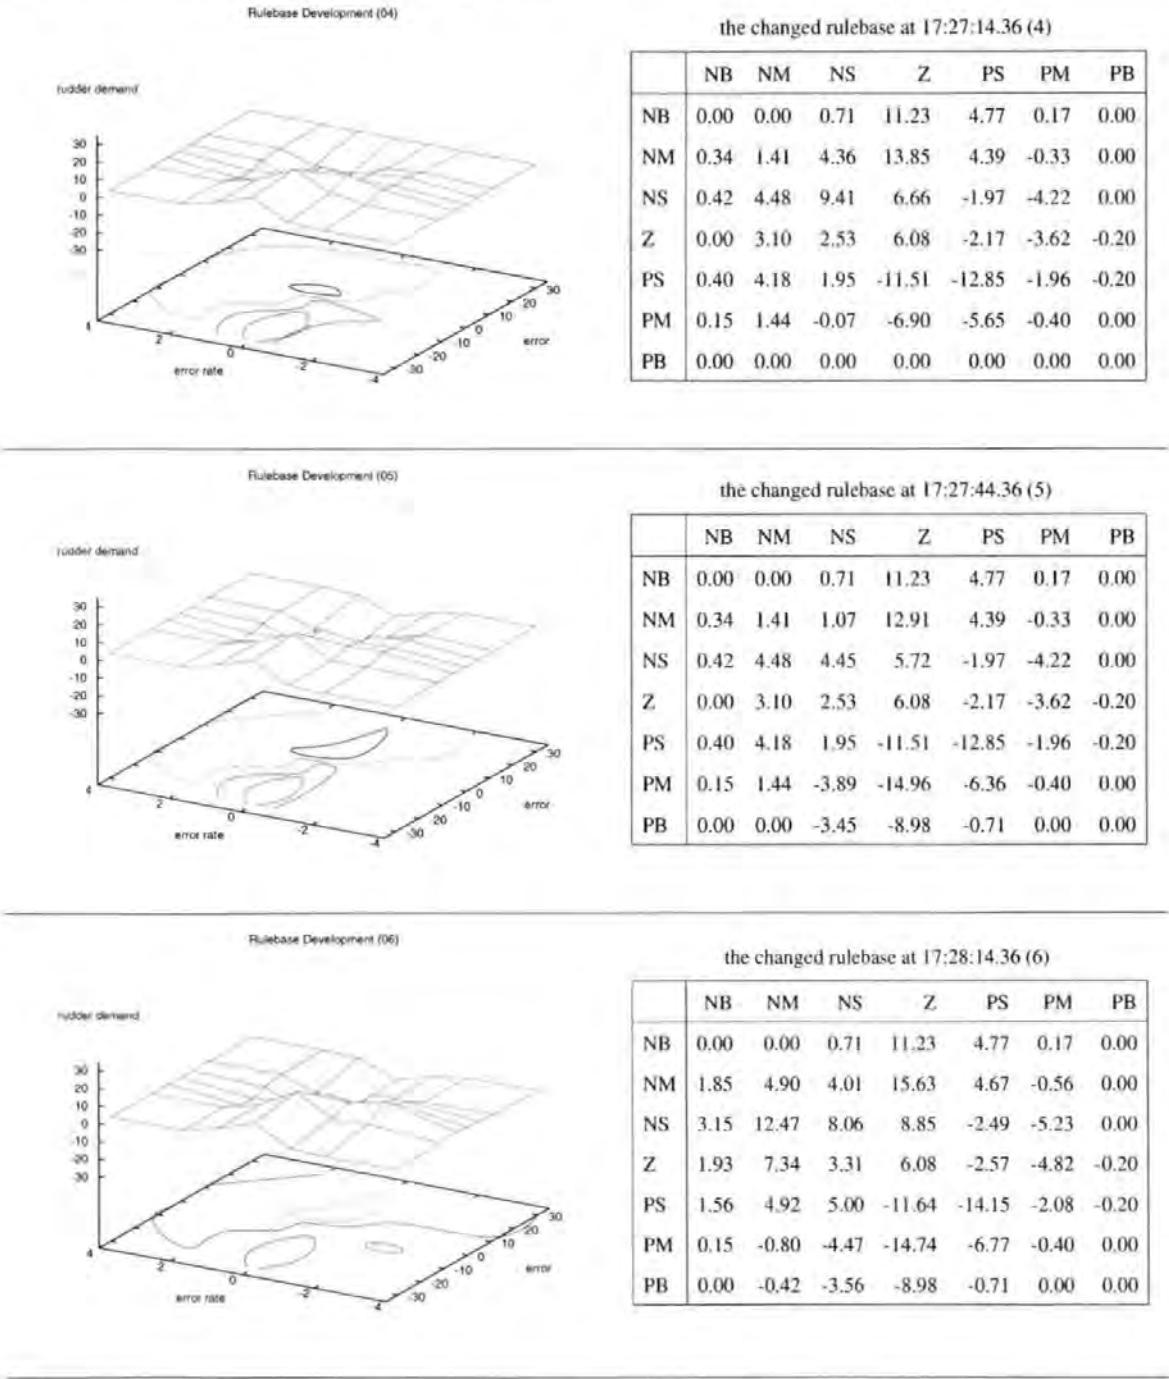 Rulebase Development (04)
rudder demand
30
20
10
0
-10
-20
-30
4
2
0
-2
-4
error rate
-30
-20
-10
0
10
20
30
error
the changed rulebase at 17:27:14.36 (4)
NB NM NS Z PS PM PB
NB 0.00 0.00 0.71 11.23 4.77 0.17 0.00
NM 0.34 1.41 4.36 13.85 4.39 -0.33 0.00
NS 0.42 4.48 9.41 6.66 -1.97 -4.22 0.00
Z 0.00 3.10 2.53 6.08 -2.17 -3.62 -0.20
PS 0.40 4.18 1.95 -11.51 -12.85 -1.96 -0.20
PM 0.15 1.44 -0.07 -6.90 -5.65 -0.40 0.00
PB 0.00 0.00 0.00 0.00 0.00 0.00 0.00
Rulebase Development (05)
rudder demand
30
20
10
0
-10
-20
-30
4
2
0
-2
-4
error rate
-30
-20
-10
0
10
20
30
error
the changed rulebase at 17:27:44.36 (5)
NB NM NS Z PS PM PB
NB 0.00 0.00 0.71 11.23 4.77 0.17 0.00
NM 0.34 1.41 1.07 12.91 4.39 -0.33 0.00
NS 0.42 4.48 4.45 5.72 -1.97 -4.22 0.00
Z 0.00 3.10 2.53 6.08 -2.17 -3.62 -0.20
PS 0.40 4.18 1.95 -11.51 -12.85 -1.96 -0.20
PM 0.15 1.44 -3.89 -14.96 -6.36 -0.40 0.00
PB 0.00 0.00 -3.45 -8.98 -0.71 0.00 0.00
Rulebase Development (06)
rudder demand
30
20
10
0
-10
-20
-30
4
2
0
-2
-4
error rate
-30
-20
-10
0
10
20
30
error
the changed rulebase at 17:28:14.36 (6)
NB NM NS Z PS PM PB
NB 0.00 0.00 0.71 11.23 4.77 0.17 0.00
NM 1.85 4.90 4.01 15.63 4.67 -0.56 0.00
NS 3.15 12.47 8.06 8.85 -2.49 -5.23 0.00
Z 1.93 7.34 3.31 6.08 -2.57 -4.82 -0.20
PS 1.56 4.92 5.00 -11.64 -14.15 -2.08 -0.20
PM 0.15 -0.80 -4.47 -14.74 -6.77 -0.40 0.00
PB 0.00 -0.42 -3.56 -8.98 -0.71 0.00 0.00